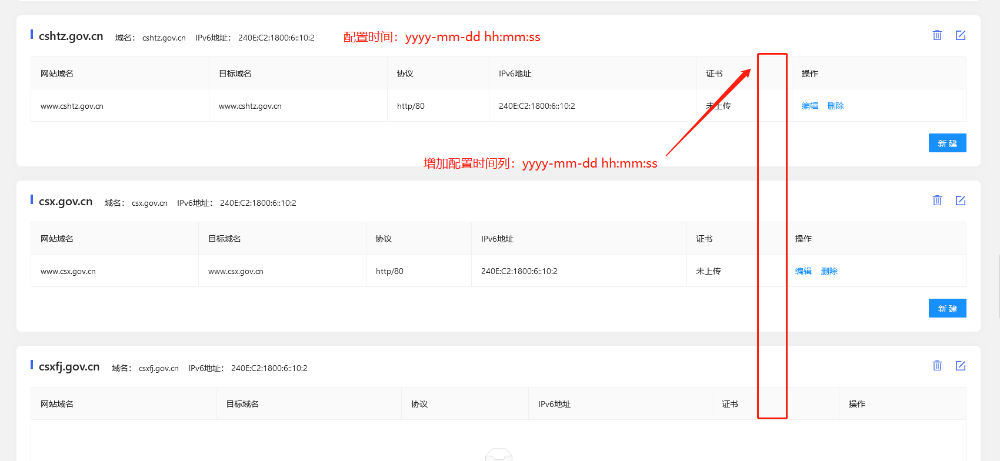 cshtz.gov.cn 域名： cshtz.gov.cn IPv6地址： 240E:C2:1800:6::10:2 配置时间：yyyy-mm-dd hh:mm:ss
网站域名 目标域名 协议 IPv6地址 证书 操作
www.cshtz.gov.cn www.cshtz.gov.cn http/80 240E:C2:1800:6::10:2 未上传 编辑 删除
新 建
增加配置时间列：yyyy-mm-dd hh:mm:ss
csx.gov.cn 域名： csx.gov.cn IPv6地址： 240E:C2:1800:6::10:2
网站域名 目标域名 协议 IPv6地址 证书 操作
www.csx.gov.cn www.csx.gov.cn http/80 240E:C2:1800:6::10:2 未上传 编辑 删除
新 建
csxfj.gov.cn 域名： csxfj.gov.cn IPv6地址： 240E:C2:1800:6::10:2
网站域名 目标域名 协议 IPv6地址 证书 操作